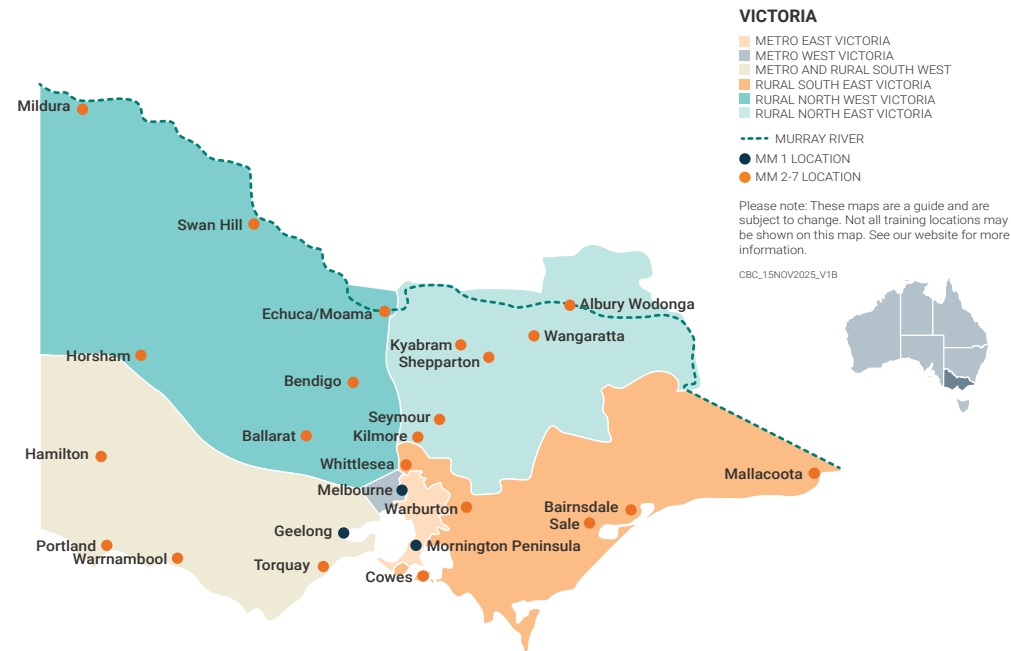 VICTORIA
METRO EAST VICTORIA
METRO WEST VICTORIA
METRO AND RURAL SOUTH WEST
RURAL SOUTH EAST VICTORIA
RURAL NORTH WEST VICTORIA
RURAL NORTH EAST VICTORIA
MURRAY RIVER
MM 1 LOCATION
MM 2-7 LOCATION
Please note: These maps are a guide and are
subject to change. Not all training locations may
be shown on this map. See our website for more
information.
CBC_15NOV2025_V1B
Mildura
Swan Hill
Echuca/Moama
Albury Wodonga
Wangaratta
Kyabram
Shepparton
Horsham
Bendigo
Seymour
Ballarat
Kilmore
Hamilton
Whittlesea
Mallacoota
Melbourne
Warburton
Bairnsdale
Sale
Geelong
Portland
Mornington Peninsula
Warrnambool
Torquay
Cowes